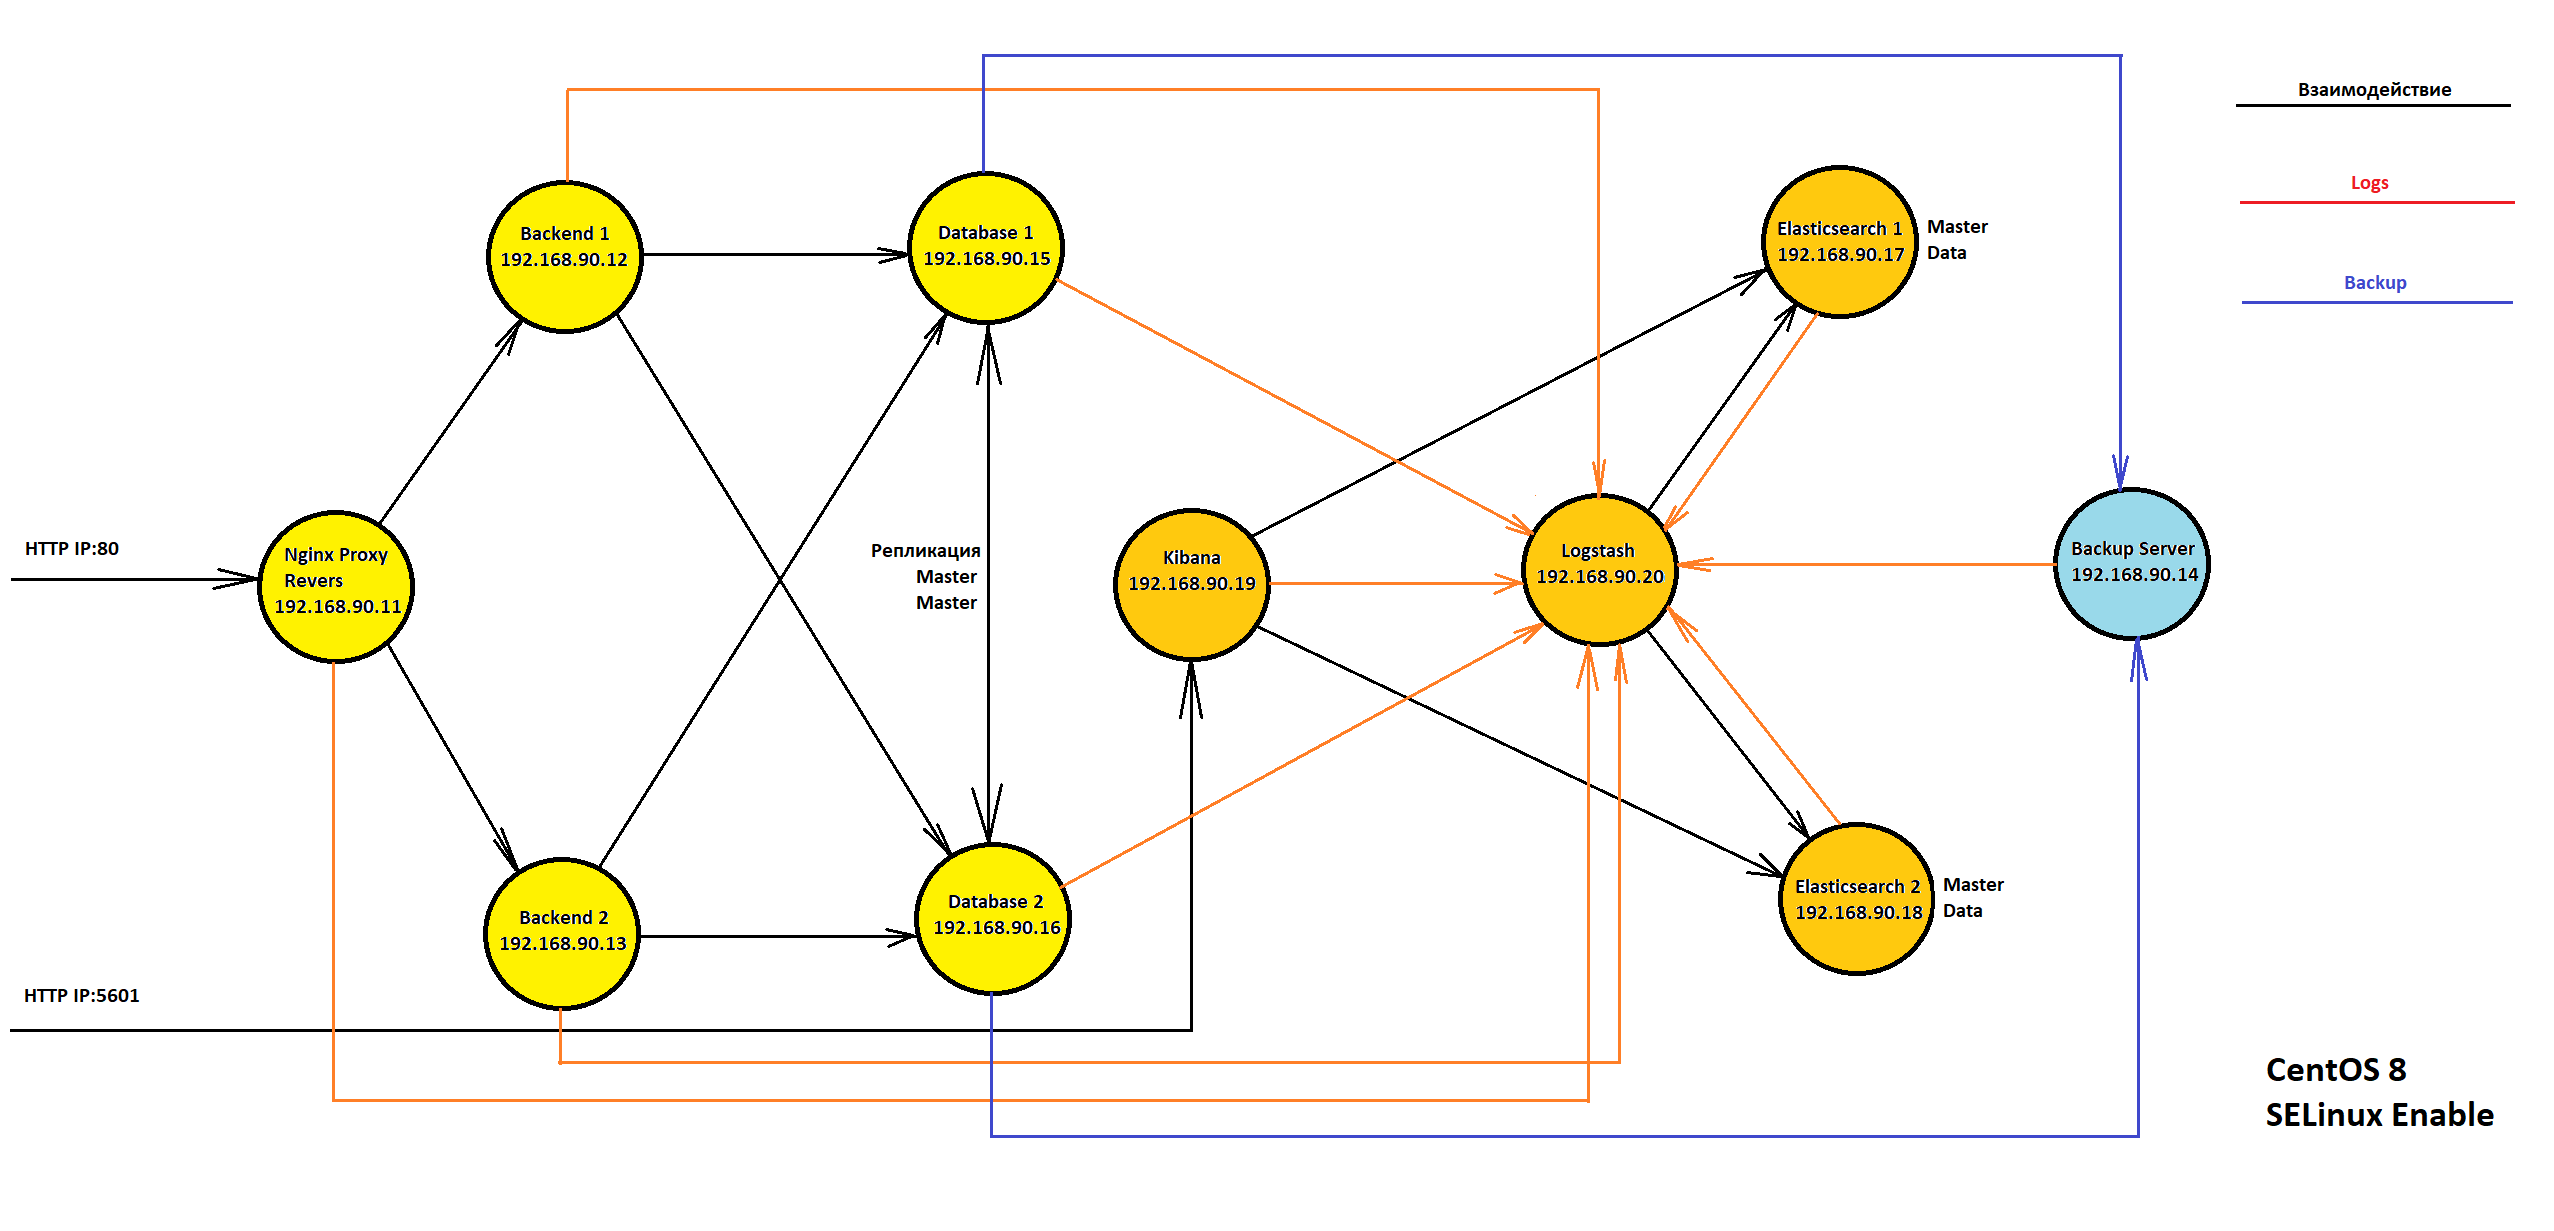 Взаимодействие
Logs
Backup
Backend 1
192.168.90.12
Database 1
192.168.90.15
Elasticsearch 1
192.168.90.17
Master
Data
HTTP IP:80
Nginx Proxy
Revers
192.168.90.11
Репликация
Master
Master
Kibana
192.168.90.19
Logstash
192.168.90.20
Backup Server
192.168.90.14
Backend 2
192.168.90.13
Database 2
192.168.90.16
Elasticsearch 2
192.168.90.18
Master
Data
HTTP IP:5601
CentOS 8
SELinux Enable